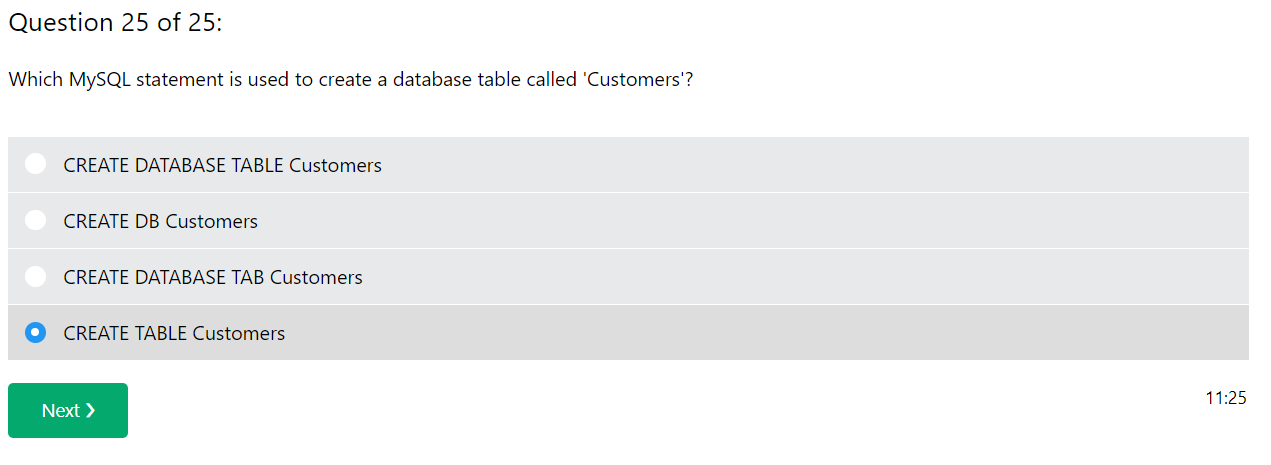 Question 25 of 25:
Which MySQL statement is used to create a database table called 'Customers'?
CREATE DATABASE TABLE Customers
CREATE DB Customers
CREATE DATABASE TAB Customers
CREATE TABLE Customers
Next ❯
11:25